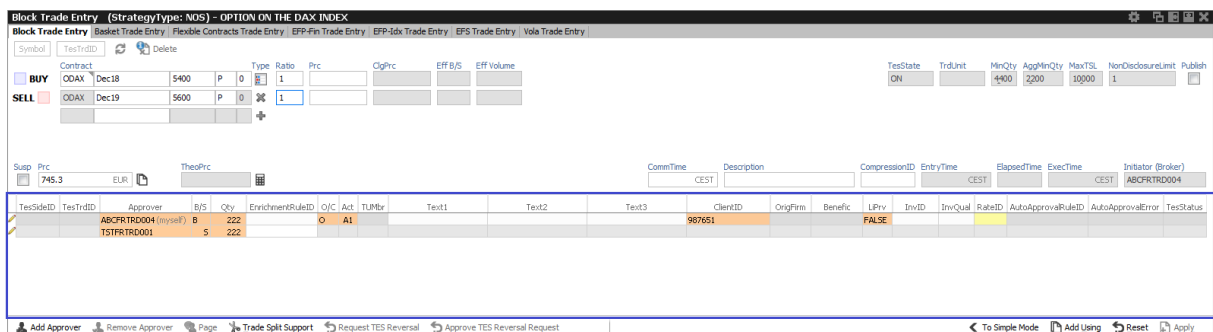 Block Trade Entry (StrategyType: NOS) - OPTION ON THE DAX INDEX
Block Trade Entry Basket Trade Entry Flexible Contracts Trade Entry EFP-Fin Trade Entry EFP-Idx Trade Entry EFS Trade Entry Vola Trade Entry
Symbol TesTrdID Delete
Contract Type Ratio Prc ClgPrc Eff B/S Eff Volume TesState TrdUnit MinQty AggMinQty MaxTSL NonDisclosureLimit Publish
BUY ODAX Dec18 5400 P 0 1 ON 4400 2200 10000 1
SELL ODAX Dec19 5600 P 0 1
Susp Prc TheoPrc CommTime Description CompressionID EntryTime ElapsedTime ExecTime Initiator (Broker)
745.3 EUR CEST CEST CEST ABCFRTRD004
TesSideID TesTrdID Approver B/S Qty EnrichmentRuleID O/C Act TUMbr Text1 Text2 Text3 ClientID OrigFirm Benefic LiPrv InvID InvQual RateID AutoApprovalRuleID AutoApprovalError TesStatus
ABCFRTRD004 (myself) B 222 O A1 987651 FALSE
TSTFRTRD001 S 222
Add Approver Remove Approver Page Trade Split Support Request TES Reversal Approve TES Reversal Request To Simple Mode Add Using Reset Apply